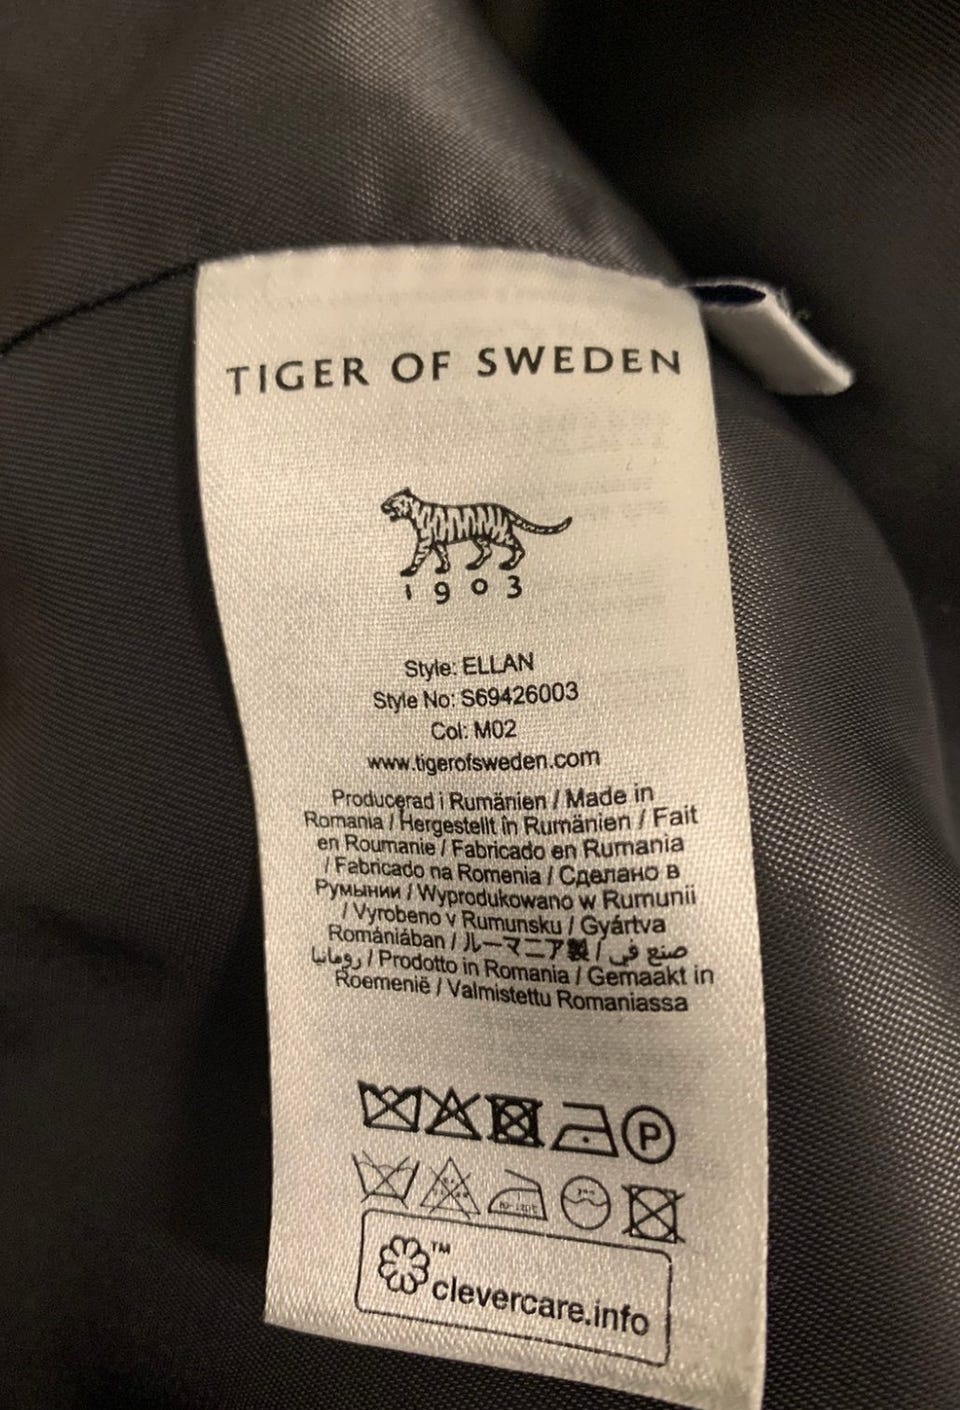 TIGER OF SWEDEN
1903
Style: ELLAN
Style No: S69426003
Col: M02
www.tigerofsweden.com
Producerad i Rumänien / Made in
Romania / Hergestellt in Rumänien / Fait
en Roumanie / Fabricado en Rumania
/ Fabricado na Romenia / Сделано в
Румынии / Wyprodukowano w Rumunii
/ Vyrobeno v Rumunsku / Gyártva
Romániában / ルーマニア製 / صنع في
رومانيا / Prodotto in Romania / Gemaakt in
Roemenië / Valmistettu Romaniassa
P
TM
clevercare.info